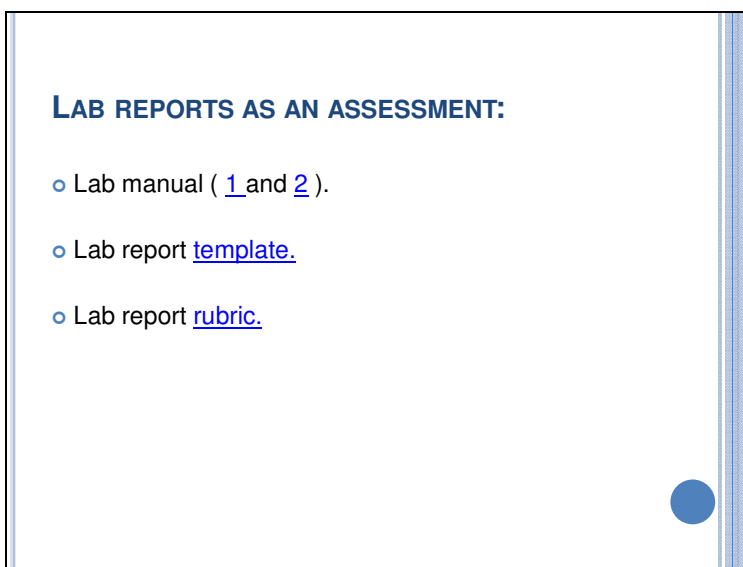 LAB REPORTS AS AN ASSESSMENT:
Lab manual ( 1 and 2 ).
Lab report template.
Lab report rubric.